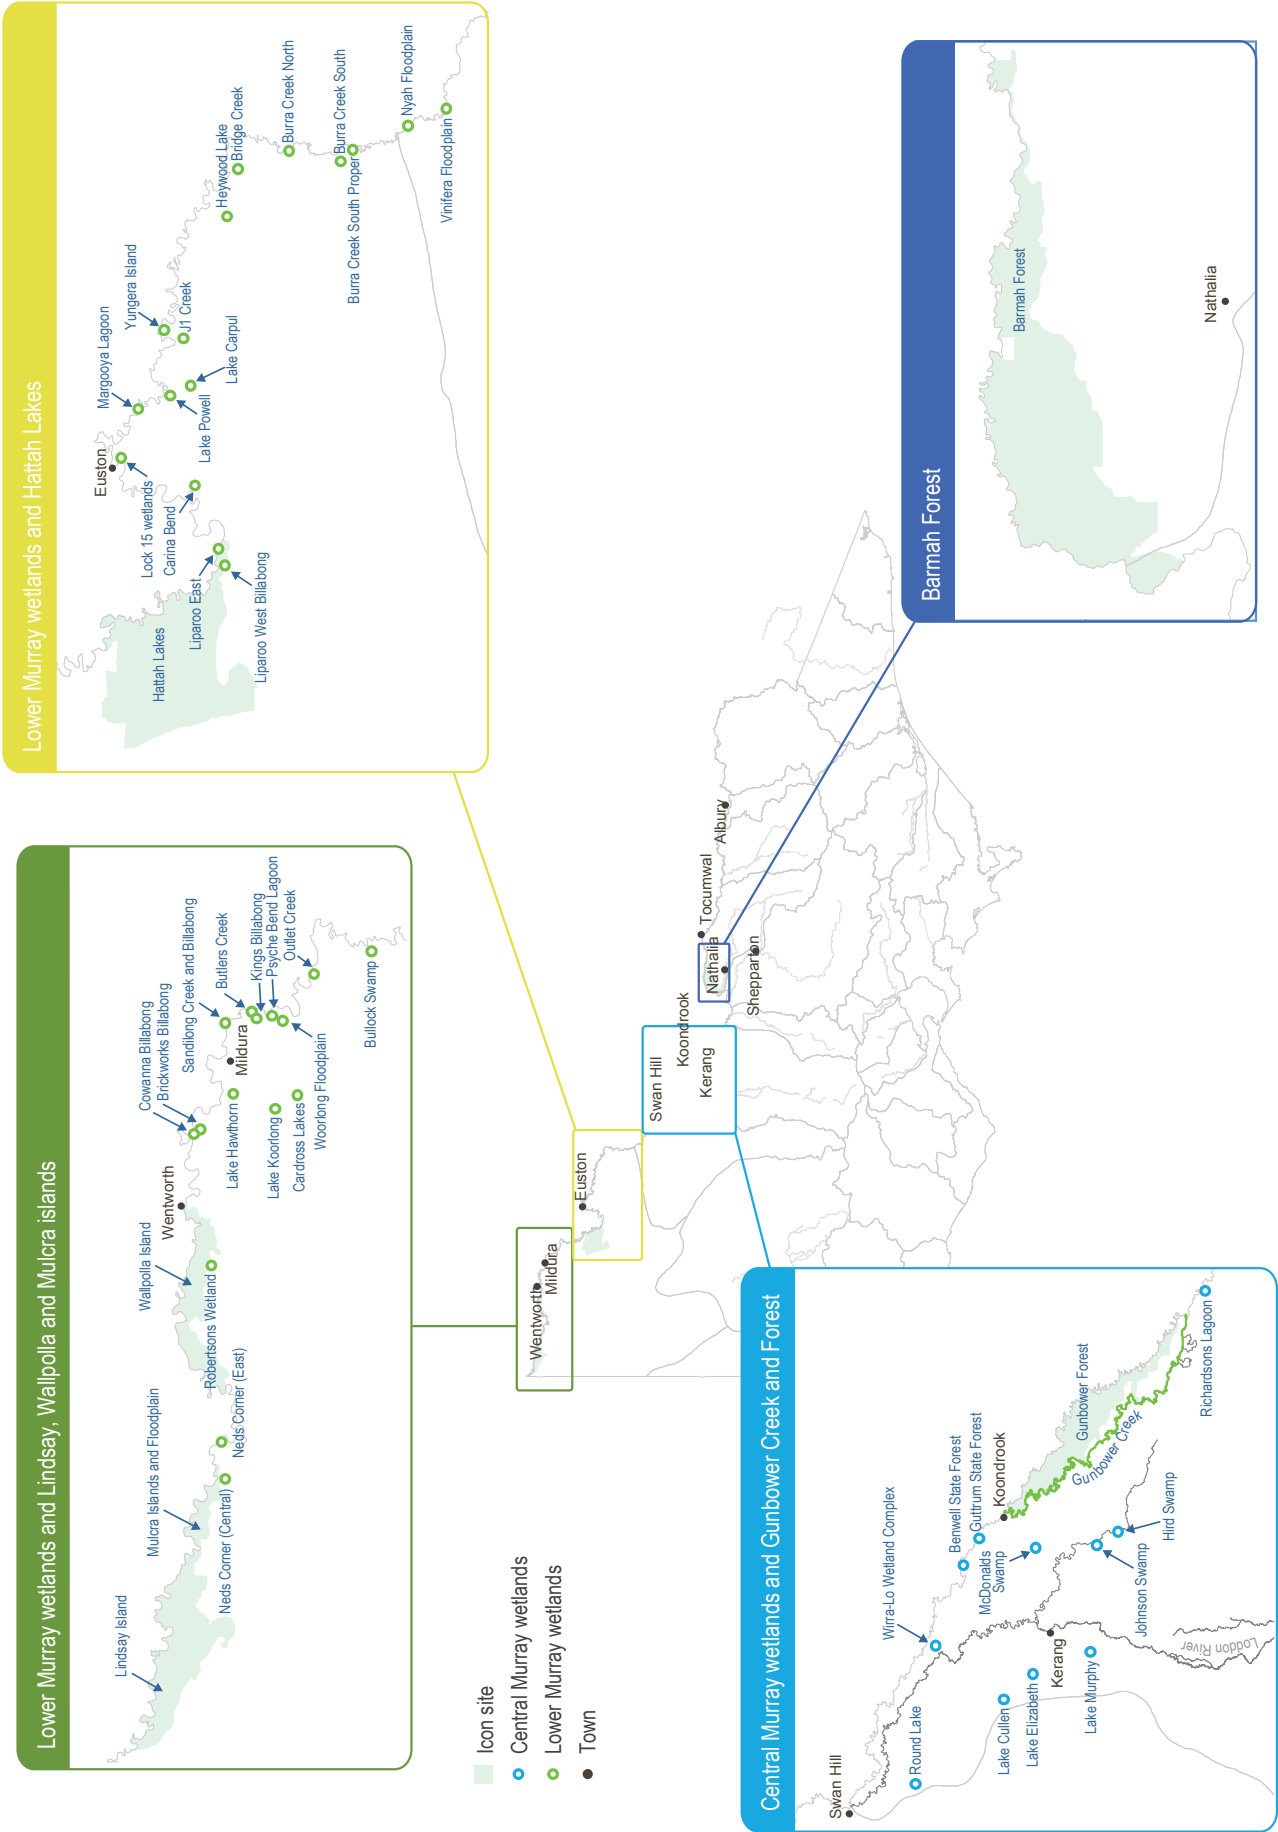 Lower Murray wetlands and Lindsay, Wallpolla and Mulcra islands
Lindsay Island
Mulcra Islands and Floodplain
Neds Corner (Central)
Neds Corner (East)
Wallpolla Island
Robertsons Wetland
Wentworth
Cowanna Billabong
Brickworks Billabong
Sandilong Creek and Billabong
Butlers Creek
Kings Billabong
Psyche Bend Lagoon
Outlet Creek
Mildura
Lake Hawthorn
Lake Koorlong
Cardross Lakes
Woorlong Floodplain
Bullock Swamp
Lower Murray wetlands and Hattah Lakes
Hattah Lakes
Liparoo East
Liparoo West Billabong
Carina Bend
Lock 15 wetlands
Euston
Margooya Lagoon
Lake Powell
Lake Carpul
Yungera Island
J1 Creek
Heywood Lake
Bridge Creek
Burra Creek North
Burra Creek South
Burra Creek South Proper
Nyah Floodplain
Vinifera Floodplain
Icon site
Central Murray wetlands
Lower Murray wetlands
Town
Wentworth
Mildura
Euston
Swan Hill
Koondrook
Kerang
Nathalia
Tocumwal
Shepparton
Albury
Central Murray wetlands and Gunbower Creek and Forest
Swan Hill
Round Lake
Wirra-Lo Wetland Complex
Benwell State Forest
Guttrum State Forest
Koondrook
McDonalds
Swamp
Gunbower Forest
Gunbower Creek
Lake Cullen
Lake Elizabeth
Kerang
Lake Murphy
Johnson Swamp
Hird Swamp
Loddon River
Richardsons Lagoon
Barmah Forest
Barmah Forest
Nathalia